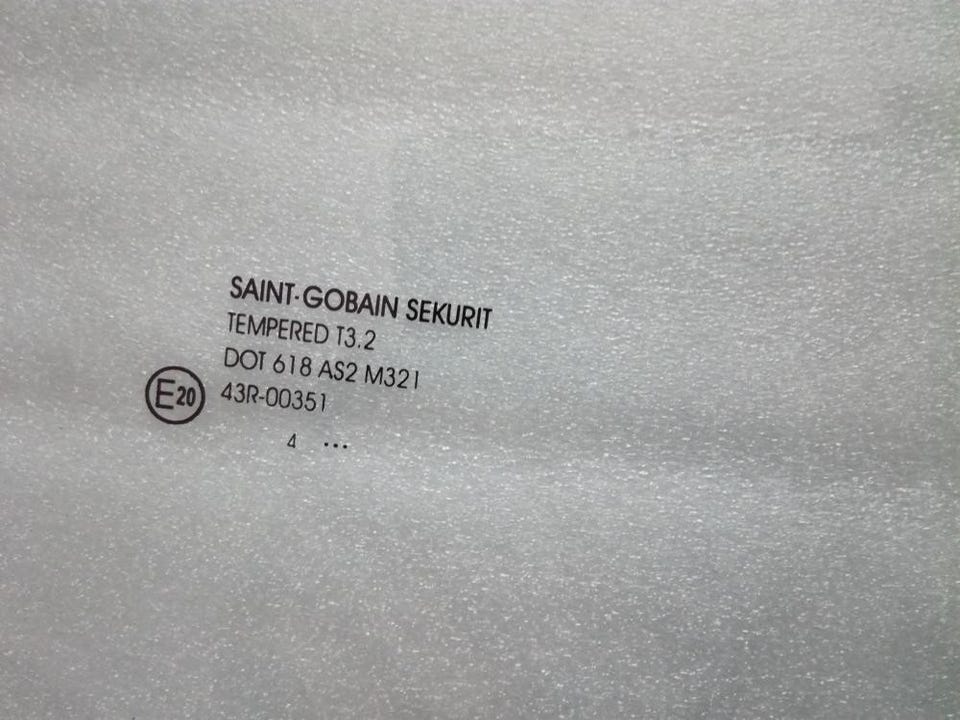 SAINT-GOBAIN SEKURIT
TEMPERED T3.2
DOT 618 AS2 M321
E20 43R-00351
4 ...